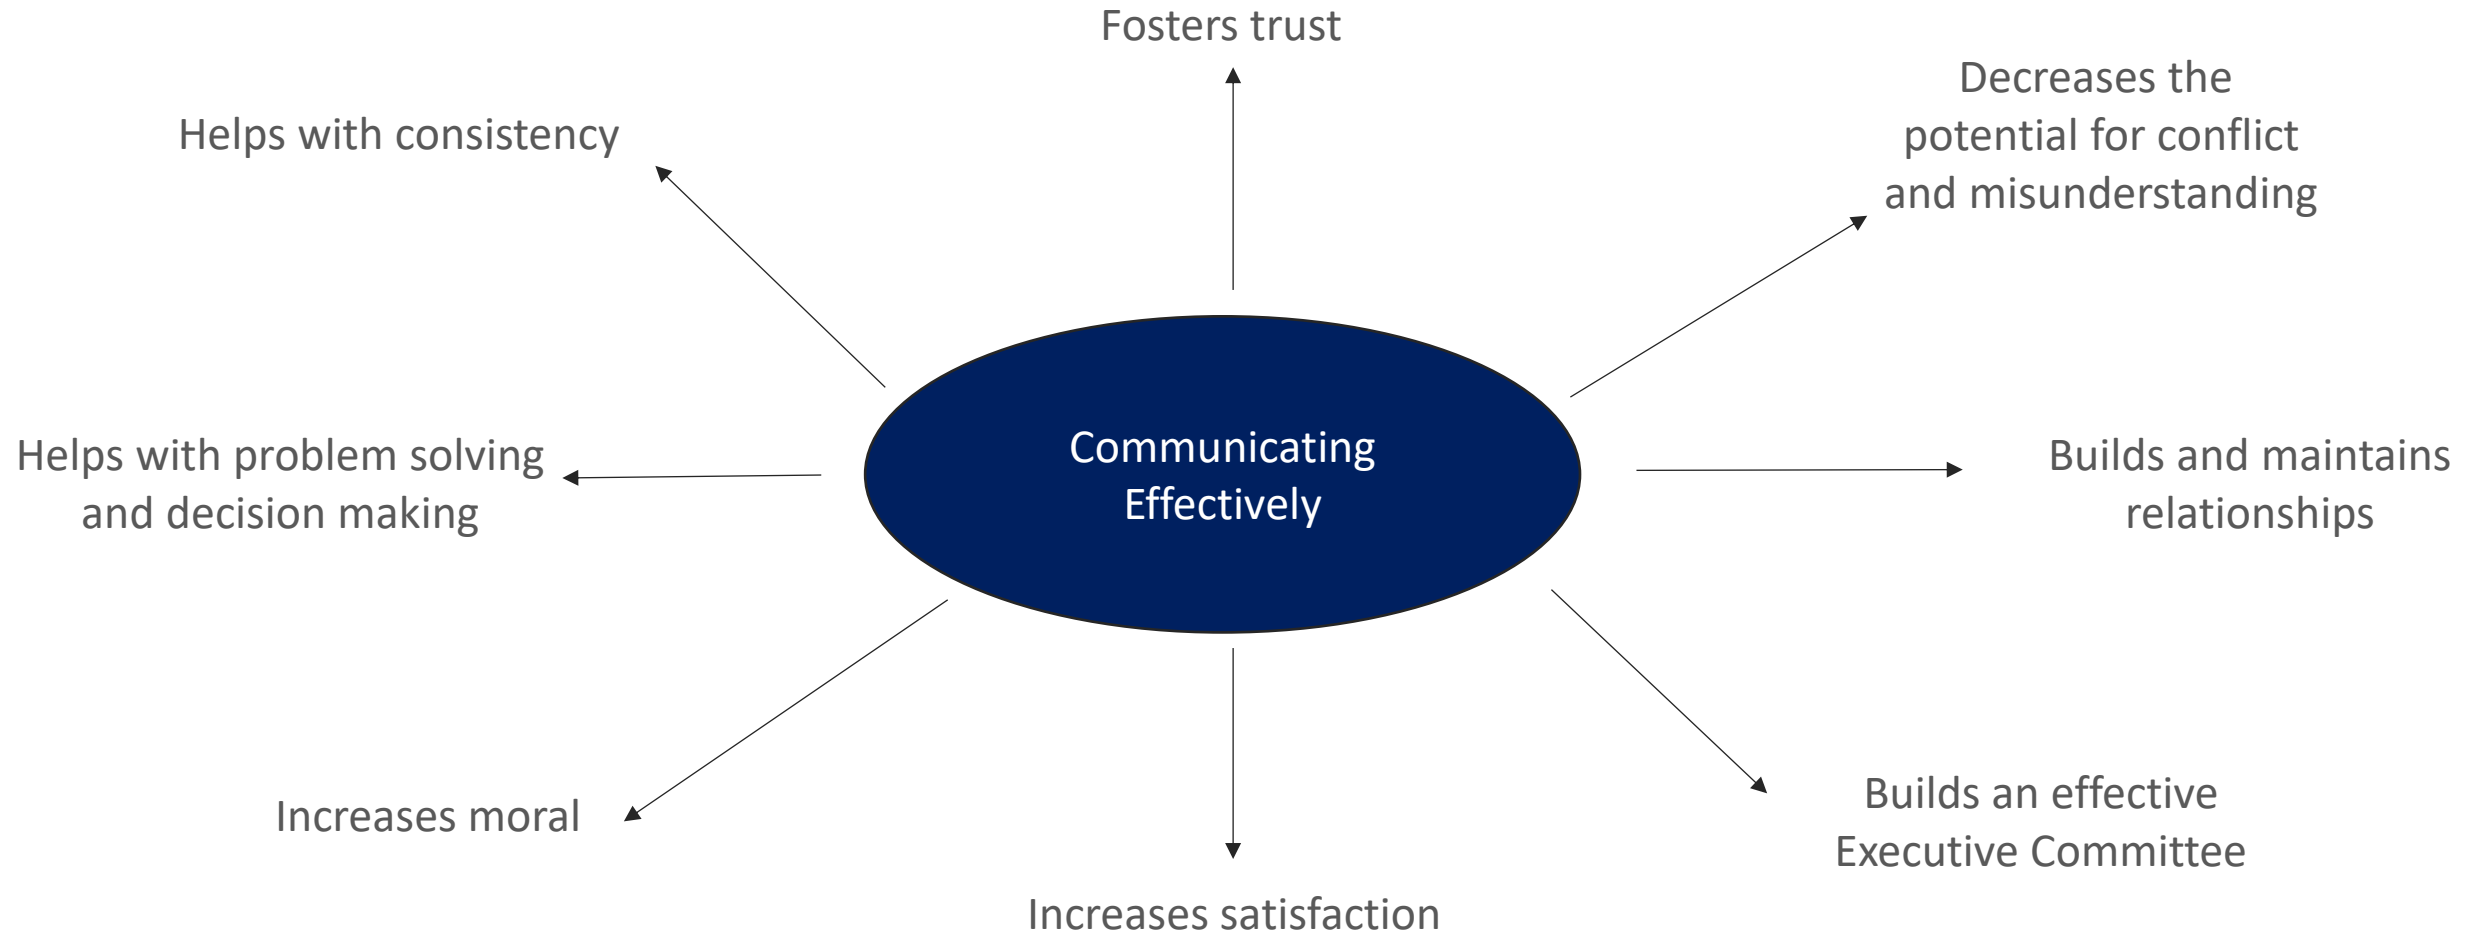 Fosters trust
Decreases the
potential for conflict
and misunderstanding
Helps with consistency
Communicating
Effectively
Helps with problem solving
and decision making
Builds and maintains
relationships
Increases moral
Builds an effective
Executive Committee
Increases satisfaction